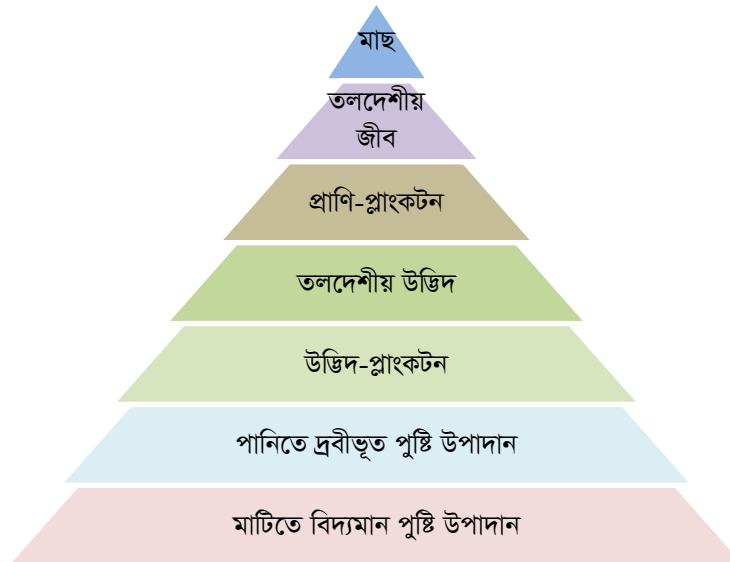 মাছ
তলদেশীয়
জীব
প্রাণি-প্লাংকটন
তলদেশীয় উদ্ভিদ
উদ্ভিদ-প্লাংকটন
পানিতে দ্রবীভূত পুষ্টি উপাদান
মাটিতে বিদ্যমান পুষ্টি উপাদান